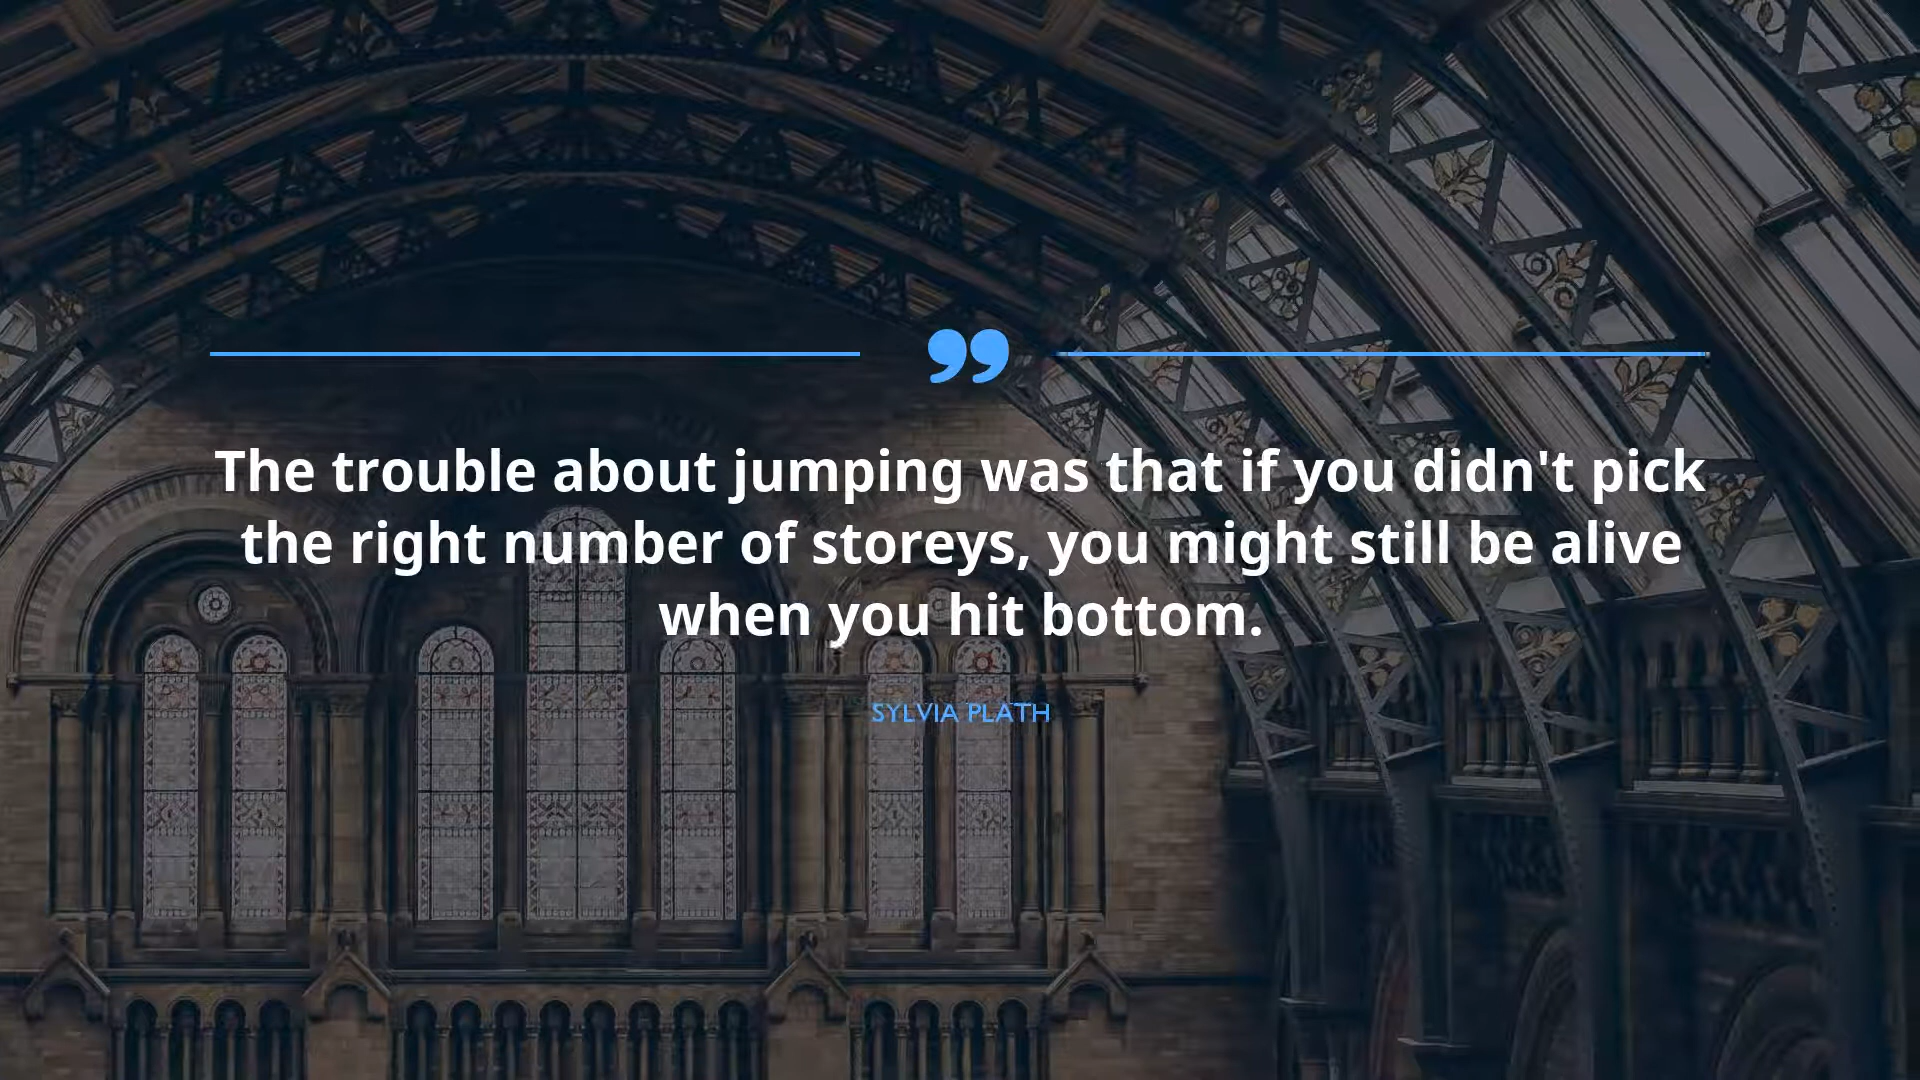 ”
The trouble about jumping was that if you didn't pick
the right number of storeys, you might still be alive
when you hit bottom.
SYLVIA PLATH